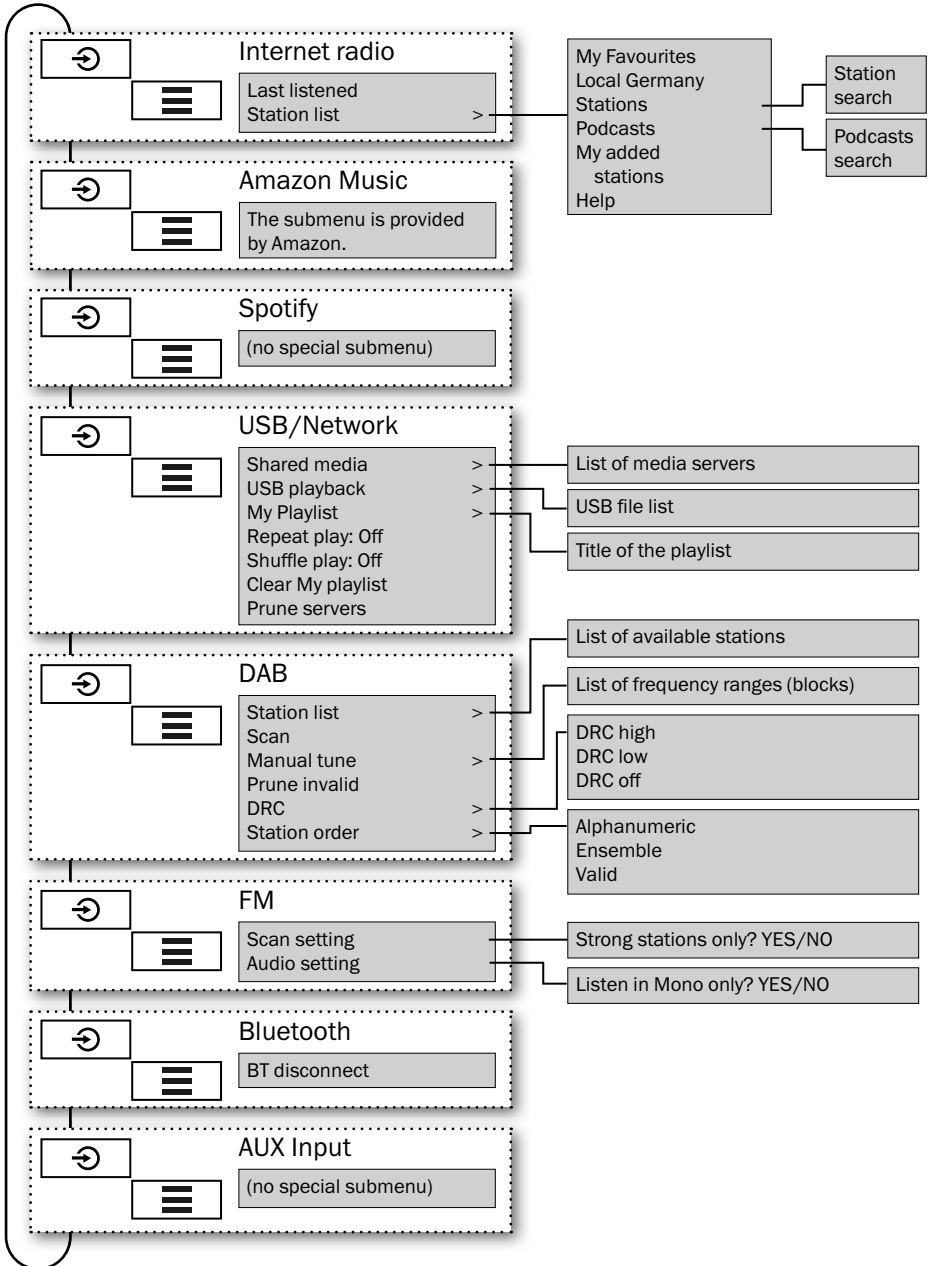 Internet radio
Last listened
Station list >
My Favourites
Local Germany
Stations
Podcasts
My added
stations
Help
Station
search
Podcasts
search
Amazon Music
The submenu is provided
by Amazon.
Spotify
(no special submenu)
USB/Network
Shared media >
USB playback >
My Playlist >
Repeat play: Off
Shuffle play: Off
Clear My playlist
Prune servers
List of media servers
USB file list
Title of the playlist
DAB
Station list >
Scan
Manual tune >
Prune invalid
DRC >
Station order >
List of available stations
List of frequency ranges (blocks)
DRC high
DRC low
DRC off
Alphanumeric
Ensemble
Valid
FM
Scan setting
Audio setting
Strong stations only? YES/NO
Listen in Mono only? YES/NO
Bluetooth
BT disconnect
AUX Input
(no special submenu)